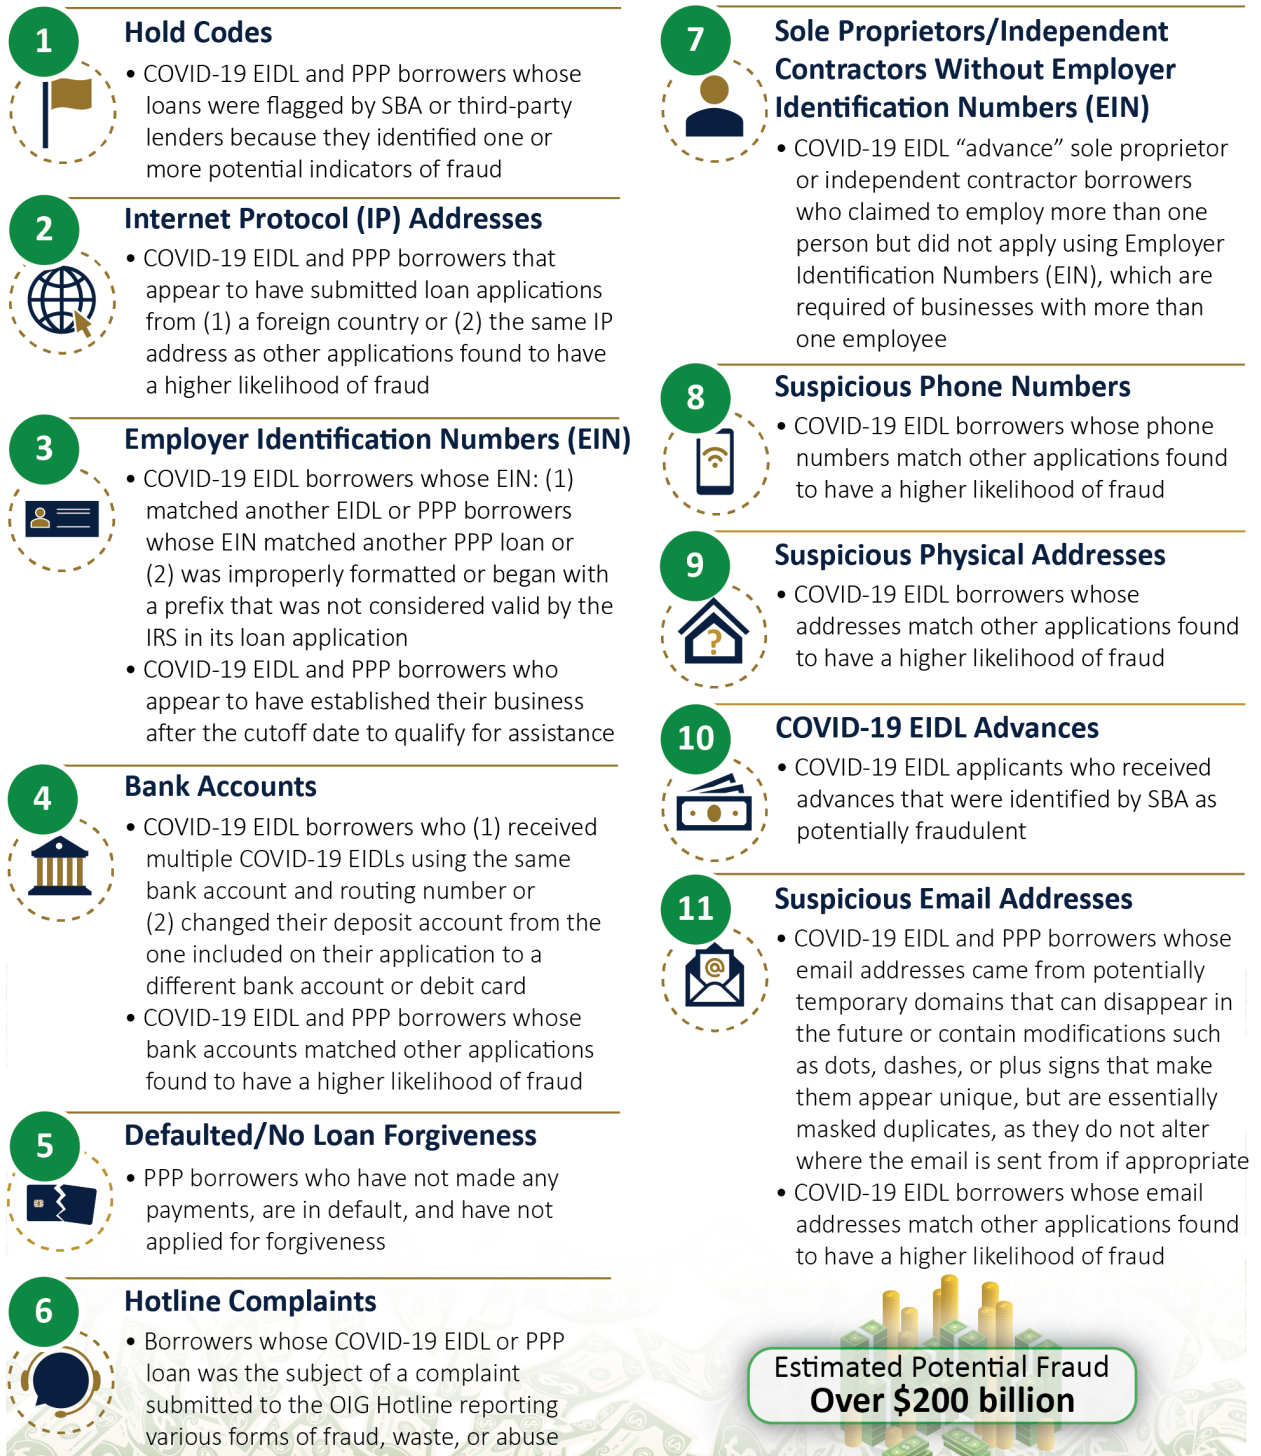 1
Hold Codes
• COVID-19 EIDL and PPP borrowers whose
loans were flagged by SBA or third-party
lenders because they identified one or
more potential indicators of fraud
2
Internet Protocol (IP) Addresses
• COVID-19 EIDL and PPP borrowers that
appear to have submitted loan applications
from (1) a foreign country or (2) the same IP
address as other applications found to have
a higher likelihood of fraud
3
Employer Identification Numbers (EIN)
• COVID-19 EIDL borrowers whose EIN: (1)
matched another EIDL or PPP borrowers
whose EIN matched another PPP loan or
(2) was improperly formatted or began with
a prefix that was not considered valid by the
IRS in its loan application
• COVID-19 EIDL and PPP borrowers who
appear to have established their business
after the cutoff date to qualify for assistance
4
Bank Accounts
• COVID-19 EIDL borrowers who (1) received
multiple COVID-19 EIDLs using the same
bank account and routing number or
(2) changed their deposit account from the
one included on their application to a
different bank account or debit card
• COVID-19 EIDL and PPP borrowers whose
bank accounts matched other applications
found to have a higher likelihood of fraud
5
Defaulted/No Loan Forgiveness
• PPP borrowers who have not made any
payments, are in default, and have not
applied for forgiveness
6
Hotline Complaints
• Borrowers whose COVID-19 EIDL or PPP
loan was the subject of a complaint
submitted to the OIG Hotline reporting
various forms of fraud, waste, or abuse
7
Sole Proprietors/Independent
Contractors Without Employer
Identification Numbers (EIN)
• COVID-19 EIDL “advance” sole proprietor
or independent contractor borrowers
who claimed to employ more than one
person but did not apply using Employer
Identification Numbers (EIN), which are
required of businesses with more than
one employee
8
Suspicious Phone Numbers
• COVID-19 EIDL borrowers whose phone
numbers match other applications found
to have a higher likelihood of fraud
9
?
Suspicious Physical Addresses
• COVID-19 EIDL borrowers whose
addresses match other applications found
to have a higher likelihood of fraud
10
COVID-19 EIDL Advances
• COVID-19 EIDL applicants who received
advances that were identified by SBA as
potentially fraudulent
11
@
Suspicious Email Addresses
• COVID-19 EIDL and PPP borrowers whose
email addresses came from potentially
temporary domains that can disappear in
the future or contain modifications such
as dots, dashes, or plus signs that make
them appear unique, but are essentially
masked duplicates, as they do not alter
where the email is sent from if appropriate
• COVID-19 EIDL borrowers whose email
addresses match other applications found
to have a higher likelihood of fraud
Estimated Potential Fraud
Over $200 billion